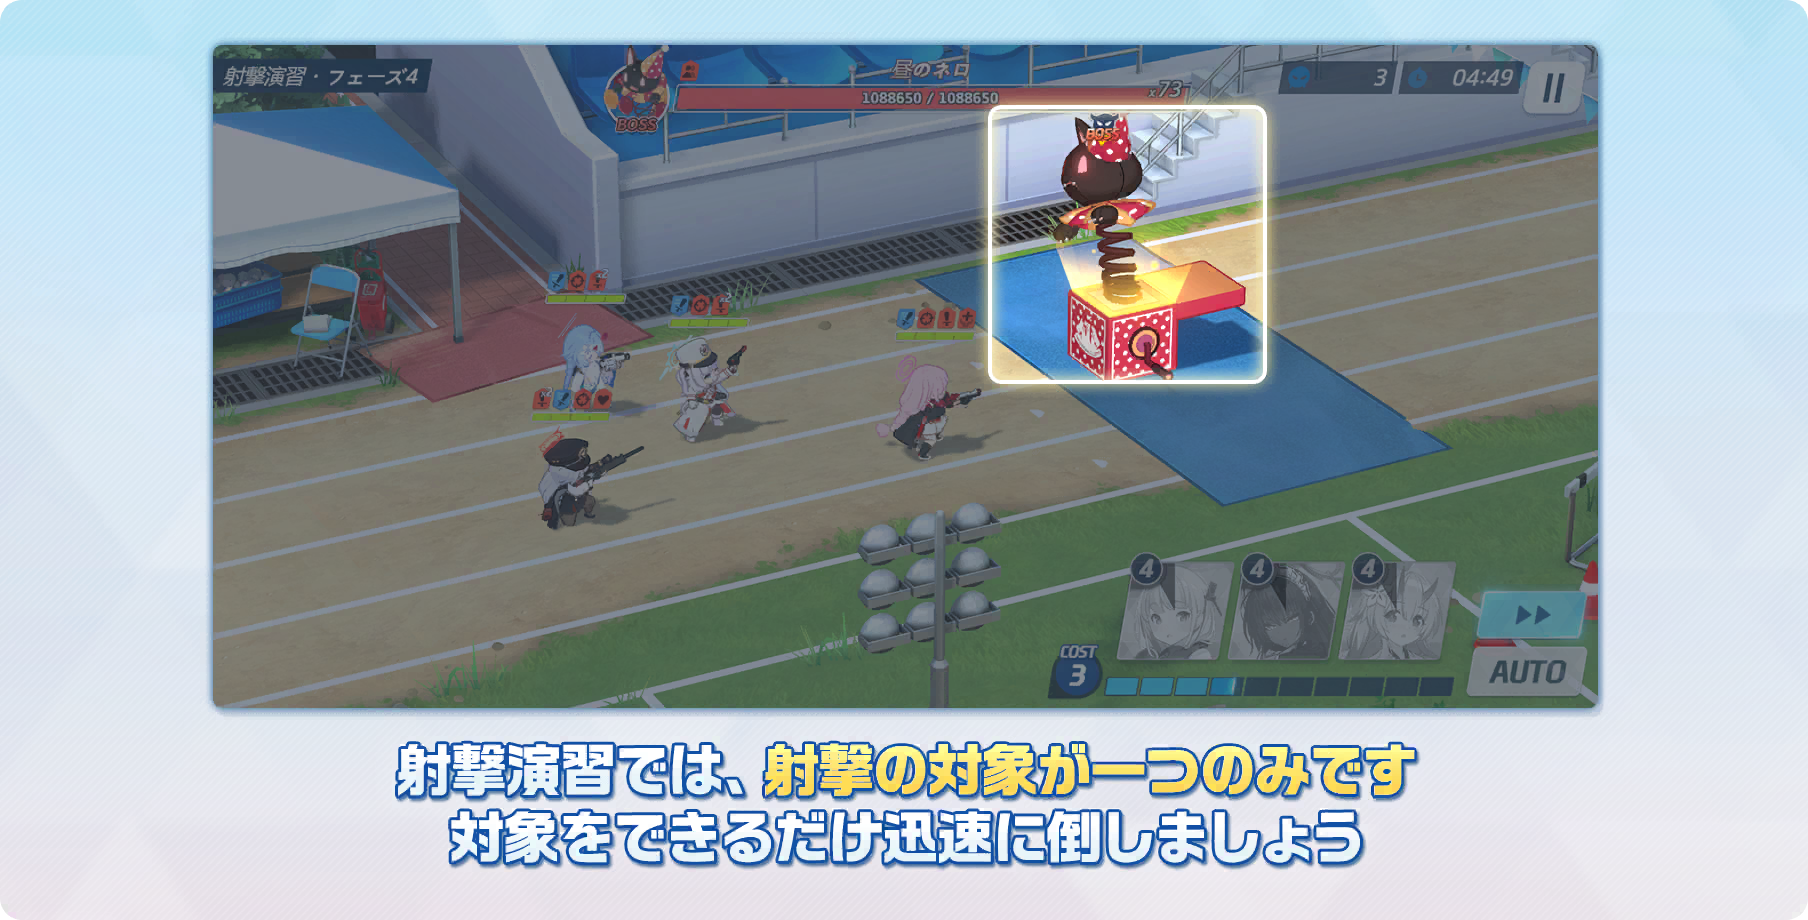 射撃演習・フェーズ4
昼のネロ
1088650 / 1088650
x73
BOSS
3
04:49
BOSS
x2
x2
4
4
4
COST
3
AUTO
射撃演習では、射撃の対象が一つのみです
対象をできるだけ迅速に倒しましょう